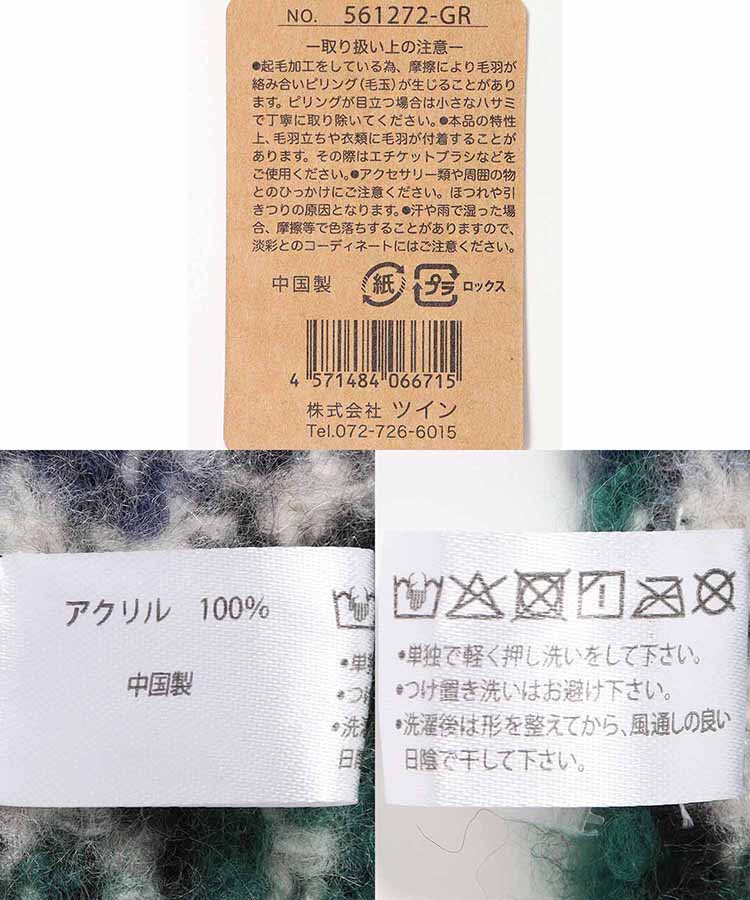 NO. 561272-GR
ー取り扱い上の注意ー
●起毛加工をしている為、摩擦により毛羽が
絡み合いピリング(毛玉)が生じることがあり
ます。ピリングが目立つ場合は小さなハサミ
で丁寧に取り除いてください。●本品の特性
上、毛羽立ちや衣類に毛羽が付着することが
あります。その際はエチケットブラシなどを
ご使用ください。●アクセサリー類や周囲の物
とのひっかけにご注意ください。ほつれや引
きつりの原因となります。●汗や雨で湿った場
合、摩擦等で色落ちすることがありますので、
淡彩とのコーディネートにはご注意ください。
中国製 紙 プラ ロックス
4 571484 066715
株式会社 ツイン
Tel.072-726-6015
アクリル 100%
中国製
•単独
•つけ
•洗濯
日陰
•単独で軽く押し洗いをして下さい。
•つけ置き洗いはお避け下さい。
•洗濯後は形を整えてから、風通しの良い
日陰で干して下さい。